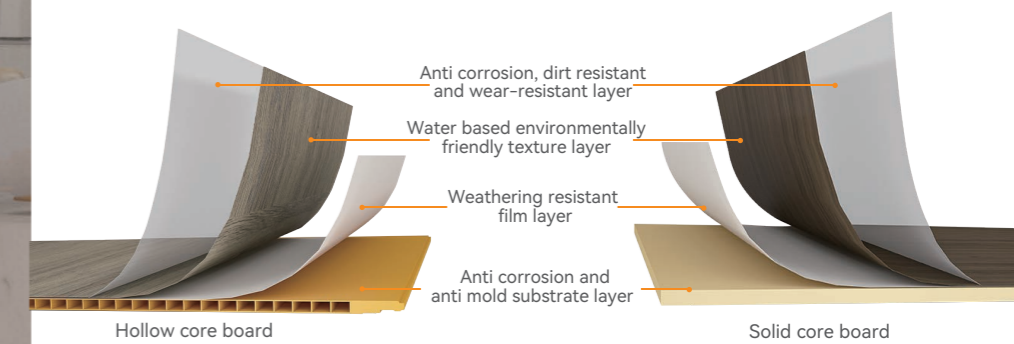 Anti corrosion, dirt resistant
and wear-resistant layer
Water based environmentally
friendly texture layer
Weathering resistant
film layer
Anti corrosion and
anti mold substrate layer
Hollow core board
Solid core board